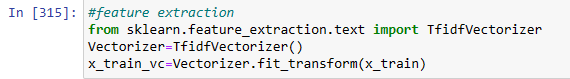 In [315]: #feature extraction
from sklearn.feature_extraction.text import TfidfVectorizer
Vectorizer=TfidfVectorizer()
x_train_vc=Vectorizer.fit_transform(x_train)